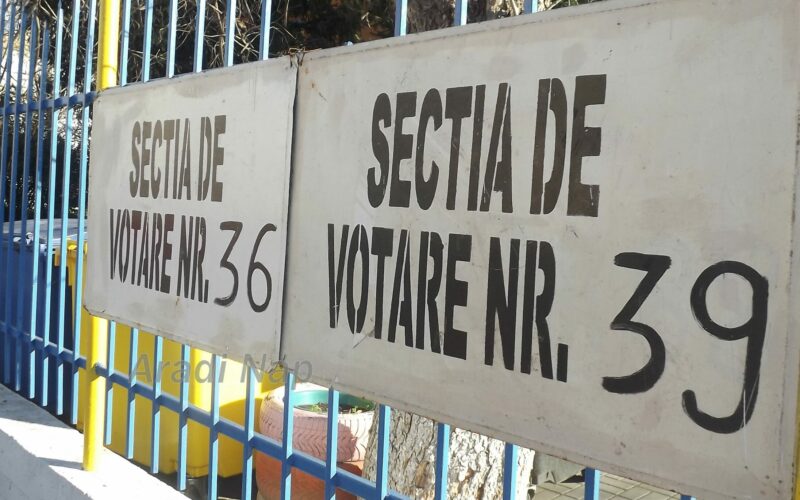 SECTIA DE
VOTARE NR. 36
SECTIA DE
VOTARE NR. 39
Aradi Nap